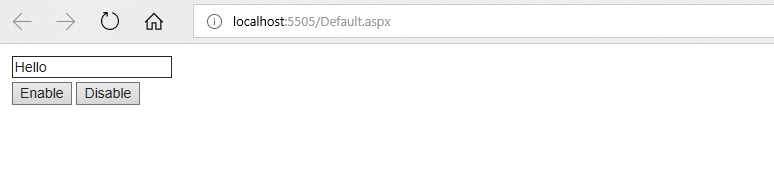 localhost:5505/Default.aspx
Hello
Enable Disable